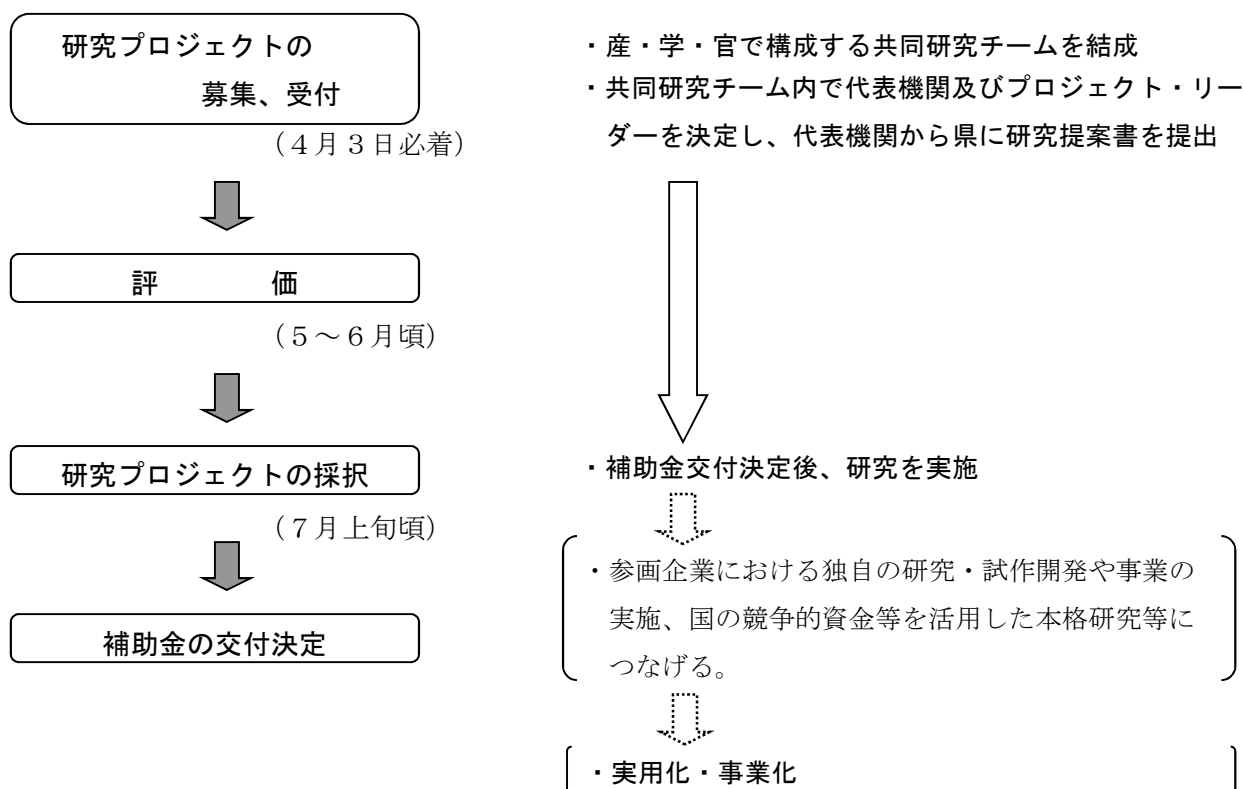 研究プロジェクトの
募集、受付
(4月3日必着)
評　　　価
(5～6月頃)
研究プロジェクトの採択
(7月上旬頃)
補助金の交付決定
・産・学・官で構成する共同研究チームを結成
・共同研究チーム内で代表機関及びプロジェクト・リー
ダーを決定し、代表機関から県に研究提案書を提出
・補助金交付決定後、研究を実施
・参画企業における独自の研究・試作開発や事業の
実施、国の競争的資金等を活用した本格研究等に
つなげる。
・実用化・事業化